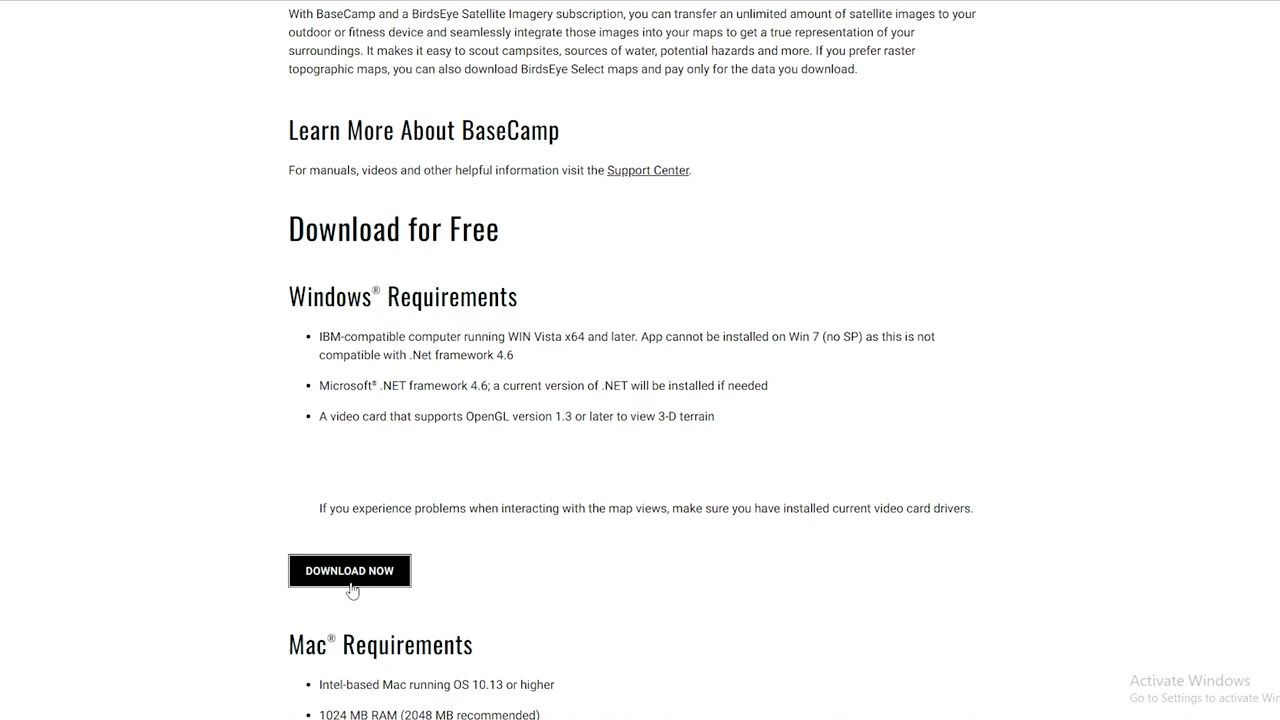 With BaseCamp and a BirdsEye Satellite Imagery subscription, you can transfer an unlimited amount of satellite images to your
outdoor or fitness device and seamlessly integrate those images into your maps to get a true representation of your
surroundings. It makes it easy to scout campsites, sources of water, potential hazards and more. If you prefer raster
topographic maps, you can also download BirdsEye Select maps and pay only for the data you download.
Learn More About BaseCamp
For manuals, videos and other helpful information visit the Support Center.
Download for Free
Windows® Requirements
• IBM-compatible computer running WIN Vista x64 and later. App cannot be installed on Win 7 (no SP) as this is not
compatible with .Net framework 4.6
• Microsoft® .NET framework 4.6; a current version of .NET will be installed if needed
• A video card that supports OpenGL version 1.3 or later to view 3-D terrain
If you experience problems when interacting with the map views, make sure you have installed current video card drivers.
DOWNLOAD NOW
Mac® Requirements
• Intel-based Mac running OS 10.13 or higher
• 1024 MB RAM (2048 MB recommended)
Activate Windows
Go to Settings to activate Win